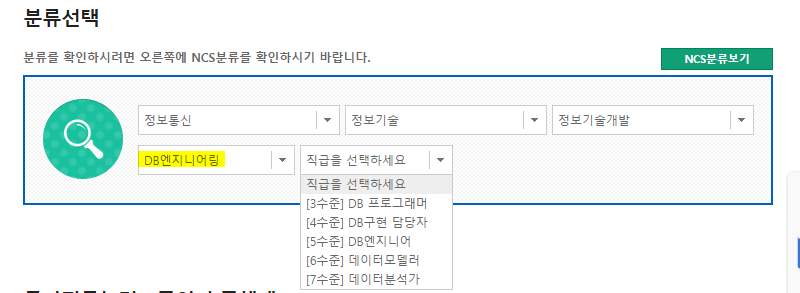 분류선택
분류를 확인하시려면 오른쪽에 NCS분류를 확인하시기 바랍니다.
NCS분류보기
정보통신
정보기술
정보기술개발
DB엔지니어링
직급을 선택하세요
직급을 선택하세요
[3수준] DB 프로그래머
[4수준] DB구현 담당자
[5수준] DB엔지니어
[6수준] 데이터모델러
[7수준] 데이터분석가